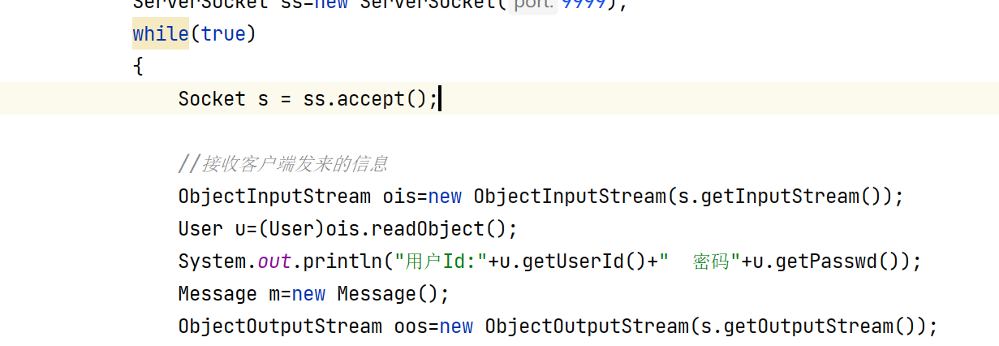 ServerSocket ss=new ServerSocket( port: 9999);
while(true)
{
Socket s = ss.accept();
//接收客户端发来的信息
ObjectInputStream ois=new ObjectInputStream(s.getInputStream());
User u=(User)ois.readObject();
System.out.println("用户Id:"+u.getUserId()+"  密码"+u.getPasswd());
Message m=new Message();
ObjectOutputStream oos=new ObjectOutputStream(s.getOutputStream());